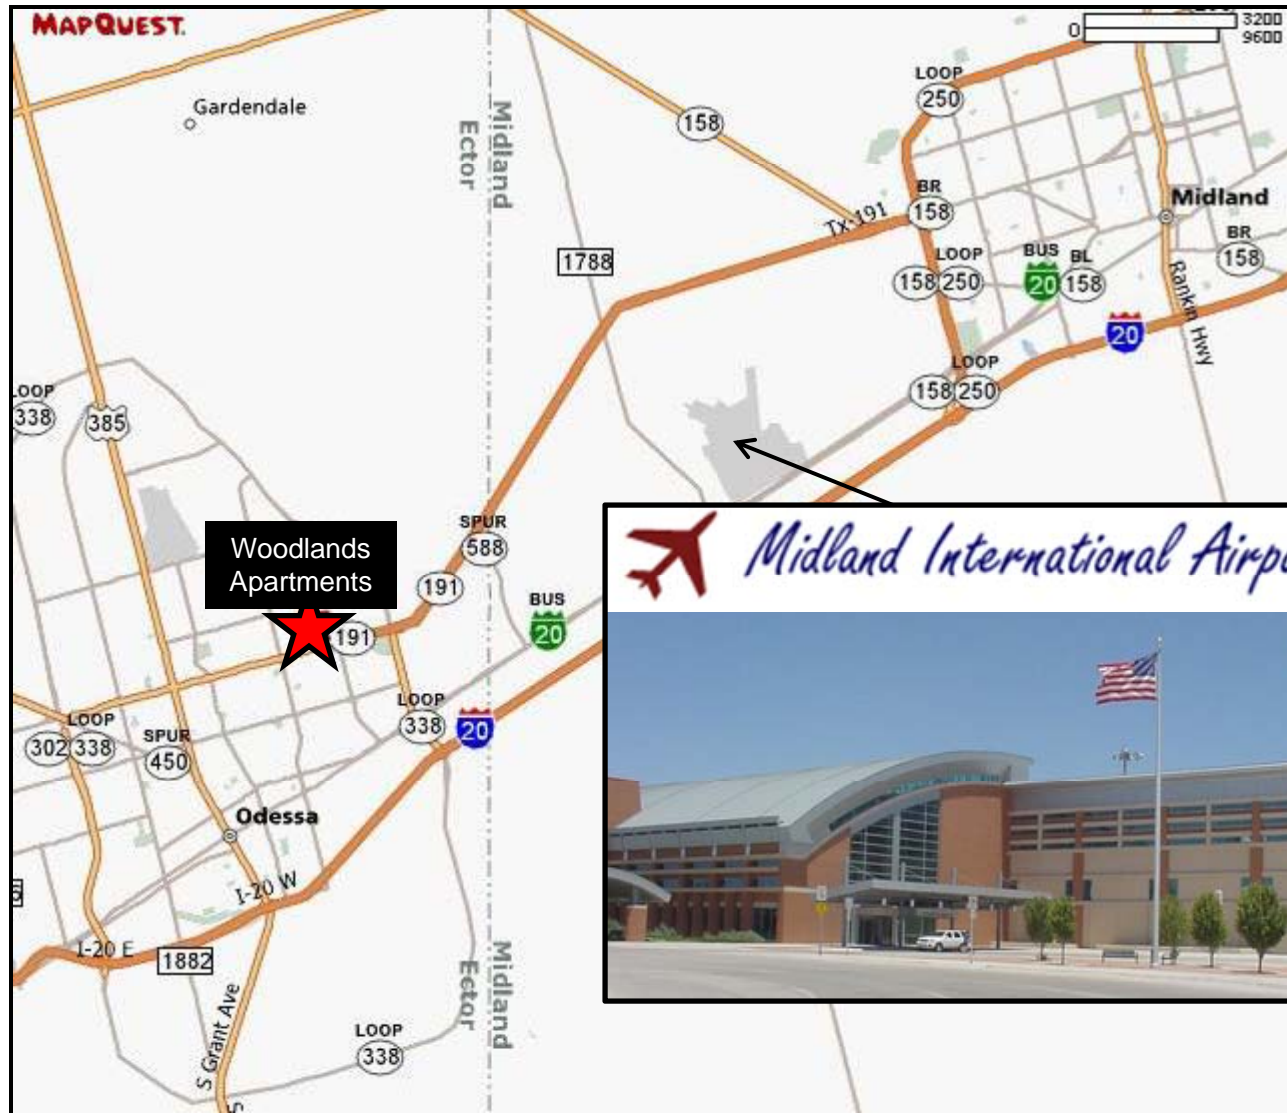 MAPQUEST.
0
3200
9600
Gardendale
Midland
Ector
158
LOOP
250
BR
158
Tx-191
Midland
1788
158
LOOP
250
BUS
20
BL
158
BR
158
20
Rankin Hwy
LOOP
158
250
LOOP
338
385
Woodlands
Apartments
SPUR
588
191
191
BUS
20
Midland International Airp
LOOP
338
20
LOOP
302
338
SPUR
450
Odessa
I-20 W
I-20 E
1882
S Grant Ave
Midland
Ector
LOOP
338
S